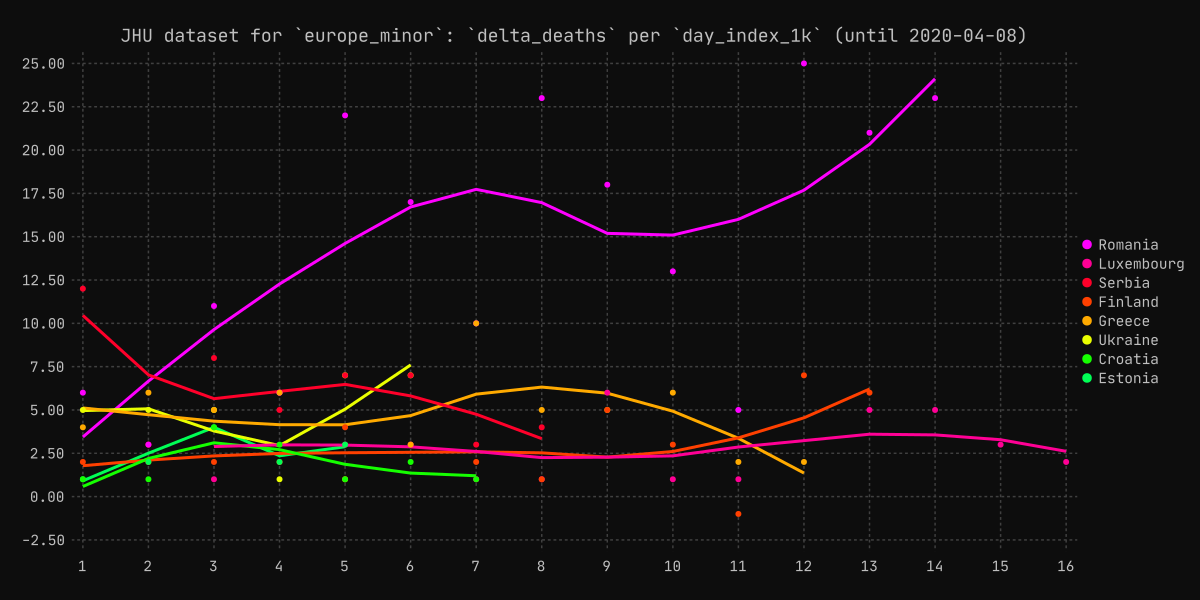 JHU dataset for `europe_minor`: `delta_deaths` per `day_index_1k` (until 2020-04-08)
25.00
22.50
20.00
17.50
15.00
12.50
10.00
7.50
5.00
2.50
0.00
−2.50
1 2 3 4 5 6 7 8 9 10 11 12 13 14 15 16
Romania
Luxembourg
Serbia
Finland
Greece
Ukraine
Croatia
Estonia